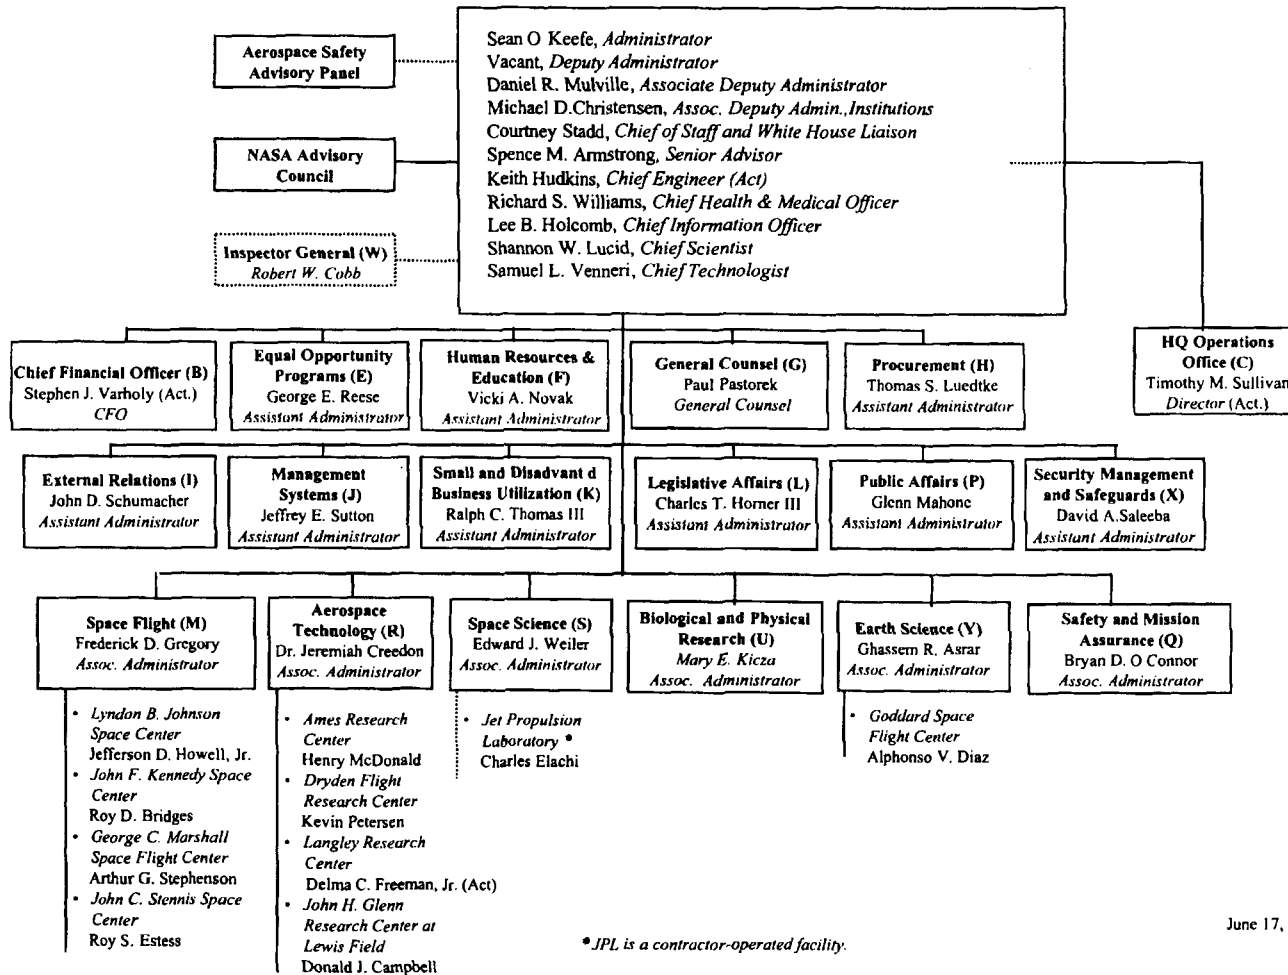 Aerospace Safety
Advisory Panel
NASA Advisory
Council
Inspector General (W)
Robert W. Cobb
Sean O Keefe, Administrator
Vacant, Deputy Administrator
Daniel R. Mulville, Associate Deputy Administrator
Michael D.Christensen, Assoc. Deputy Admin.,Institutions
Courtney Stadd, Chief of Staff and White House Liaison
Spence M. Armstrong, Senior Advisor
Keith Hudkins, Chief Engineer (Act)
Richard S. Williams, Chief Health & Medical Officer
Lee B. Holcomb, Chief Information Officer
Shannon W. Lucid, Chief Scientist
Samuel L. Venneri, Chief Technologist
Chief Financial Officer (B)
Stephen J. Varholy (Act.)
CFO
Equal Opportunity
Programs (E)
George E. Reese
Assistant Administrator
Human Resources &
Education (F)
Vicki A. Novak
Assistant Administrator
General Counsel (G)
Paul Pastorek
General Counsel
Procurement (H)
Thomas S. Luedtke
Assistant Administrator
HQ Operations
Office (C)
Timothy M. Sullivan
Director (Act.)
External Relations (I)
John D. Schumacher
Assistant Administrator
Management
Systems (J)
Jeffrey E. Sutton
Assistant Administrator
Small and Disadvant d
Business Utilization (K)
Ralph C. Thomas III
Assistant Administrator
Legislative Affairs (L)
Charles T. Horner III
Assistant Administrator
Public Affairs (P)
Glenn Mahone
Assistant Administrator
Security Management
and Safeguards (X)
David A.Saleeba
Assistant Administrator
Space Flight (M)
Frederick D. Gregory
Assoc. Administrator
Aerospace
Technology (R)
Dr. Jeremiah Creedon
Assoc. Administrator
Space Science (S)
Edward J. Weiler
Assoc. Administrator
Biological and Physical
Research (U)
Mary E. Kicza
Assoc. Administrator
Earth Science (Y)
Ghassem R. Asrar
Assoc. Administrator
Safety and Mission
Assurance (Q)
Bryan D. O Connor
Assoc. Administrator
• Lyndon B. Johnson
Space Center
Jefferson D. Howell, Jr.
• John F. Kennedy Space
Center
Roy D. Bridges
• George C. Marshall
Space Flight Center
Arthur G. Stephenson
• John C. Stennis Space
Center
Roy S. Estess
• Ames Research
Center
Henry McDonald
• Dryden Flight
Research Center
Kevin Petersen
• Langley Research
Center
Delma C. Freeman, Jr. (Act)
• John H. Glenn
Research Center at
Lewis Field
Donald J. Campbell
• Jet Propulsion
Laboratory *
Charles Elachi
• Goddard Space
Flight Center
Alphonso V. Diaz
*JPL is a contractor-operated facility.
June 17,